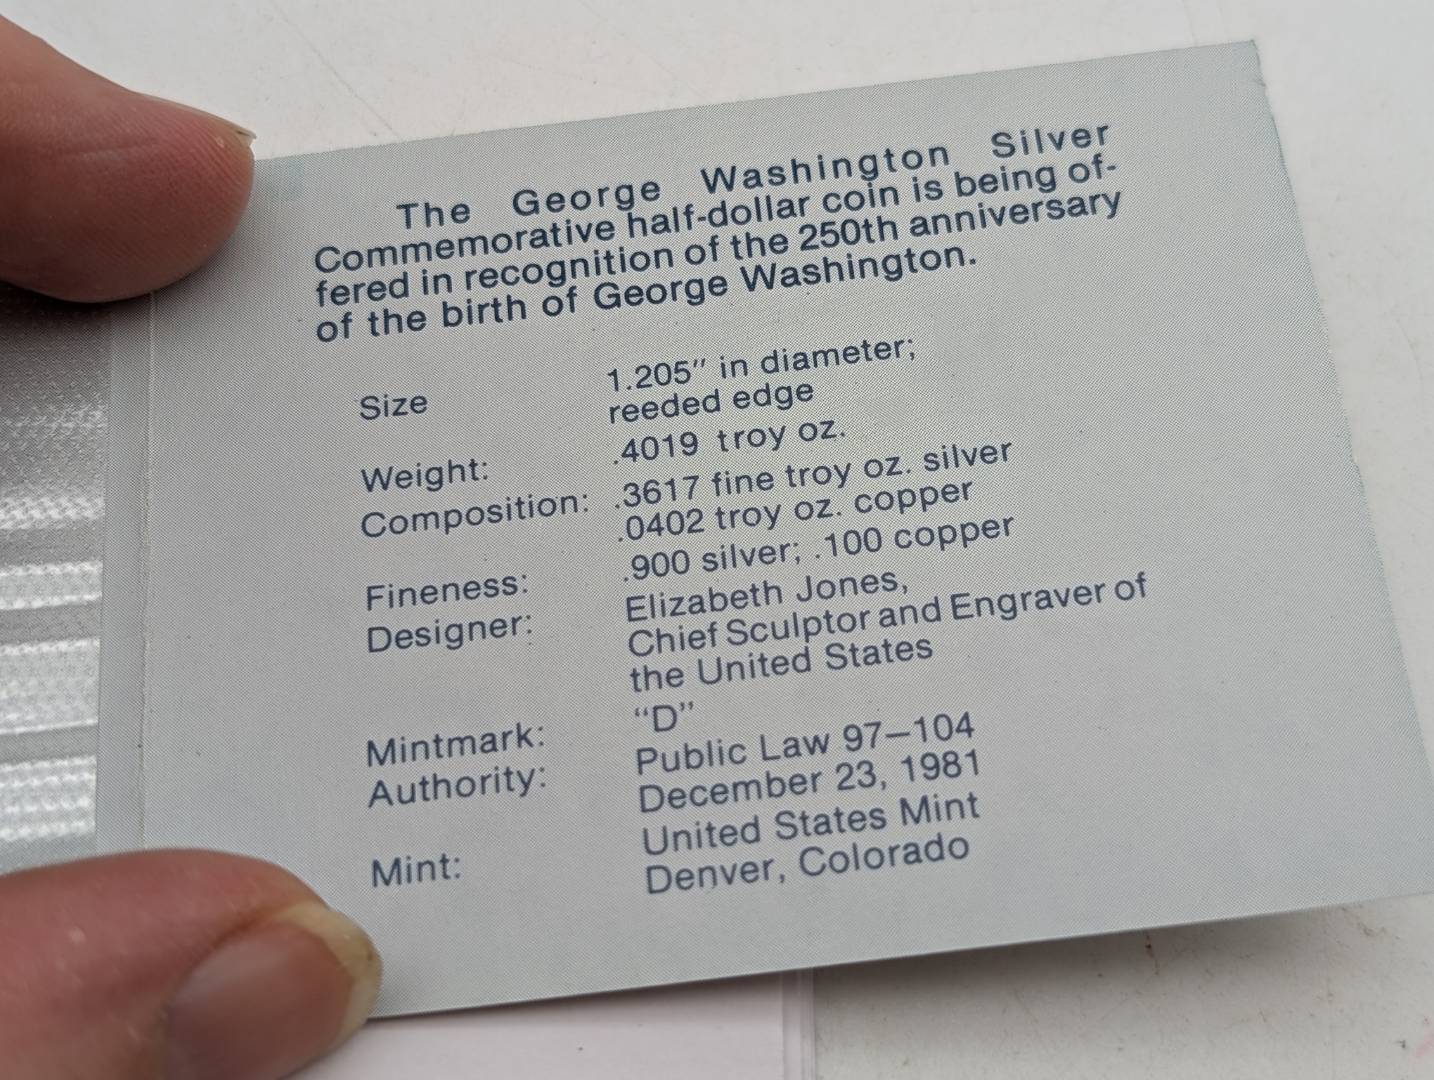 The George Washington Silver
Commemorative half-dollar coin is being of-
fered in recognition of the 250th anniversary
of the birth of George Washington.
Size 1.205" in diameter;
reeded edge
Weight: .4019 troy oz.
Composition: .3617 fine troy oz. silver
.0402 troy oz. copper
Fineness: .900 silver; .100 copper
Designer: Elizabeth Jones,
Chief Sculptor and Engraver of
the United States
Mintmark: “D”
Authority: Public Law 97—104
December 23, 1981
Mint: United States Mint
Denver, Colorado